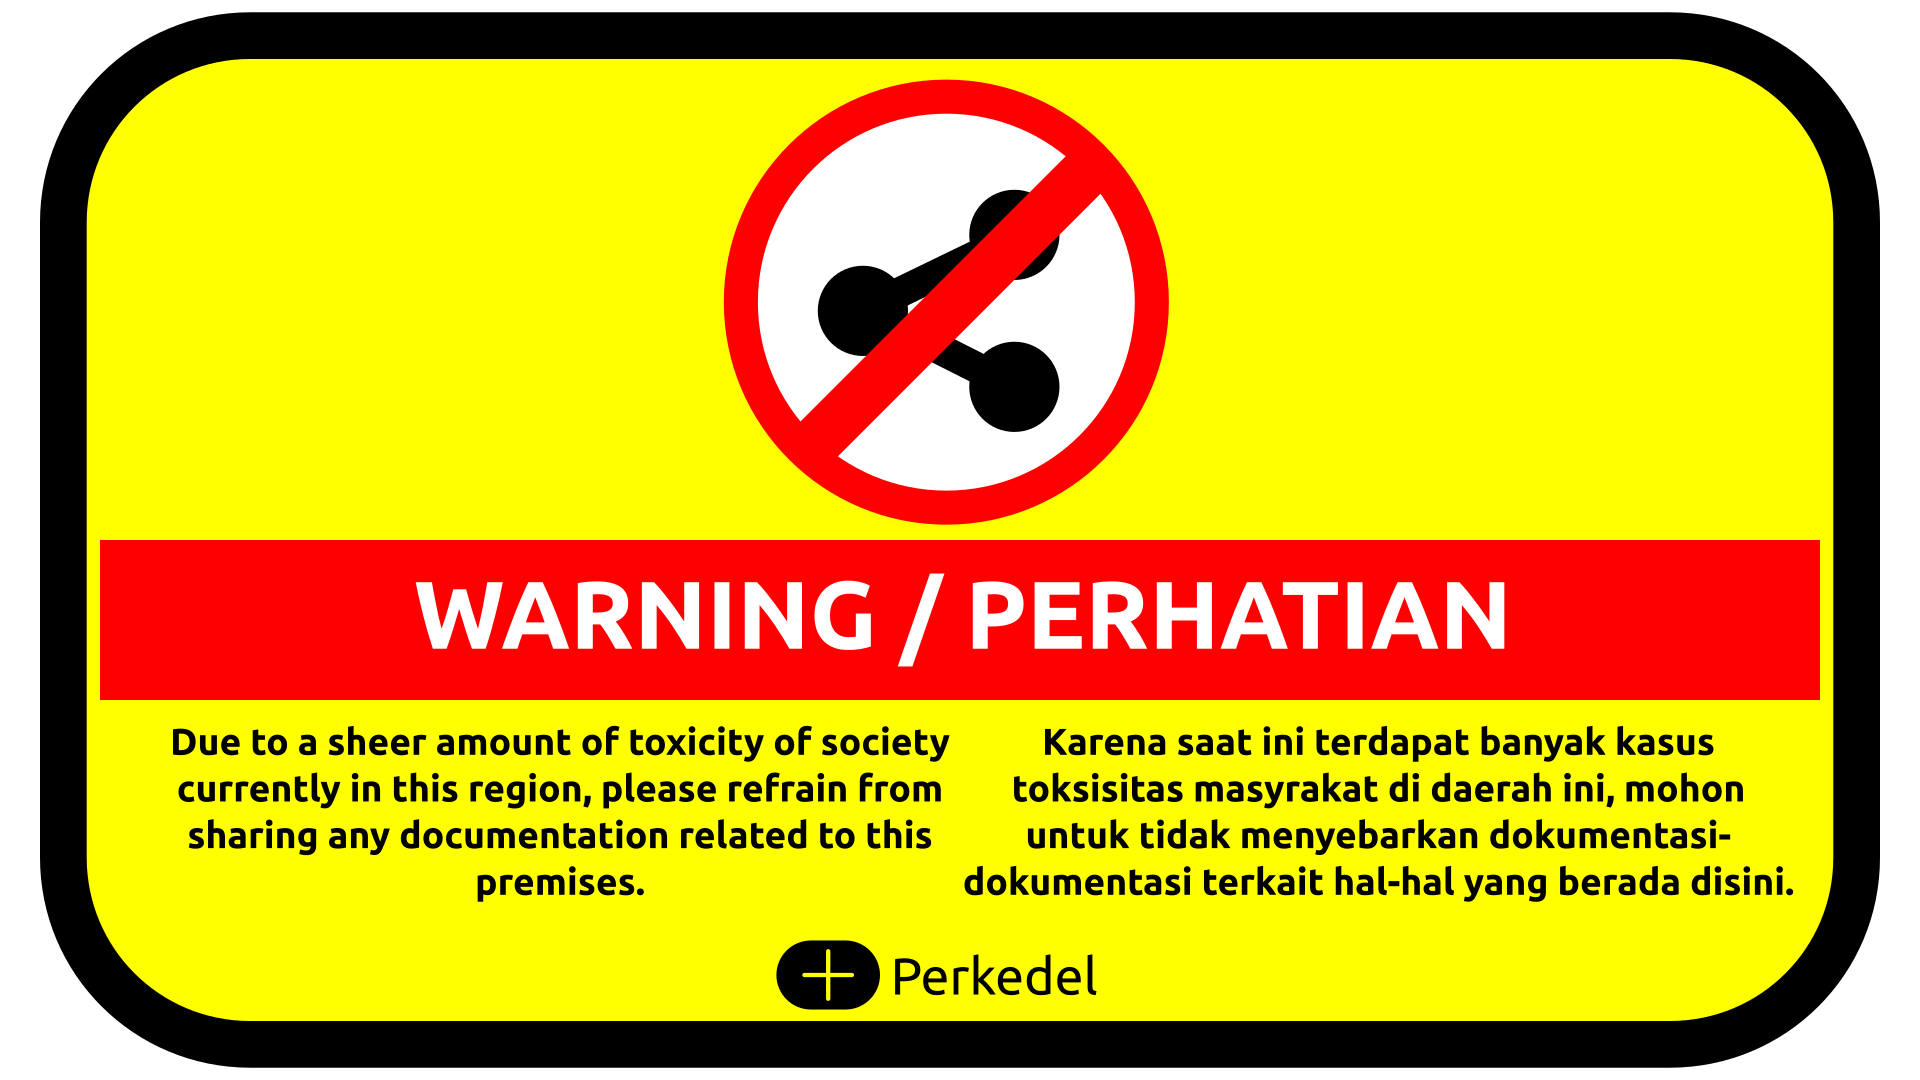 WARNING / PERHATIAN
Due to a sheer amount of toxicity of society
currently in this region, please refrain from
sharing any documentation related to this
premises.
Karena saat ini terdapat banyak kasus
toksisitas masyrakat di daerah ini, mohon
untuk tidak menyebarkan dokumentasi-
dokumentasi terkait hal-hal yang berada disini.
Perkedel